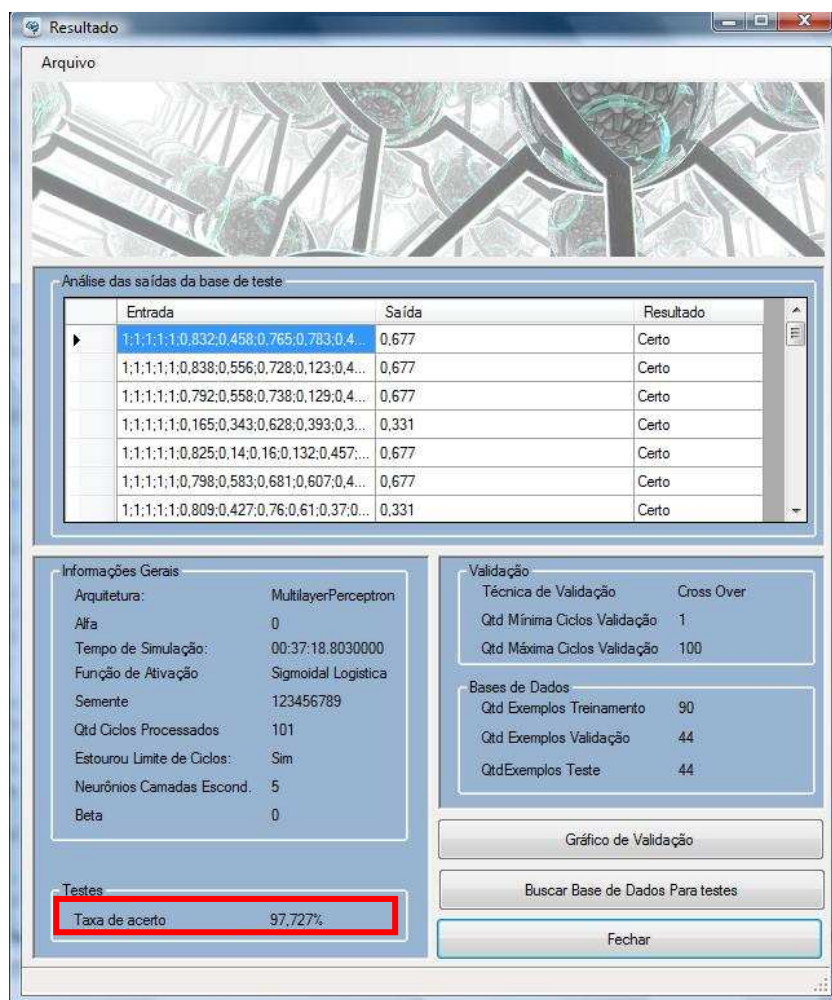 Resultado
Arquivo
Análise das saídas da base de teste
Entrada Saída Resultado
1;1;1;1;1;0,832;0,458;0,765;0,783;0,4... 0,677 Certo
1;1;1;1;1;0,838;0,556;0,728;0,123;0,4... 0,677 Certo
1;1;1;1;1;0,792;0,558;0,738;0,129;0,4... 0,677 Certo
1;1;1;1;1;0,165;0,343;0,628;0,393;0,3... 0,331 Certo
1;1;1;1;1;0,825;0,14;0,16;0,132;0,457;... 0,677 Certo
1;1;1;1;1;0,798;0,583;0,681;0,607;0,4... 0,677 Certo
1;1;1;1;1;0,809;0,427;0,76;0,61;0,37;0... 0,331 Certo
Informações Gerais
Arquitetura: MultilayerPerceptron
Alfa 0
Tempo de Simulação: 00:37:18.8030000
Função de Ativação Sigmoidal Logistica
Semente 123456789
Qtd Ciclos Processados 101
Estourou Limite de Ciclos: Sim
Neurônios Camadas Escond. 5
Beta 0
Testes
Taxa de acerto 97,727%
Validação
Técnica de Validação Cross Over
Qtd Mínima Ciclos Validação 1
Qtd Máxima Ciclos Validação 100
Bases de Dados
Qtd Exemplos Treinamento 90
Qtd Exemplos Validação 44
QtdExemplos Teste 44
Gráfico de Validação
Buscar Base de Dados Para testes
Fechar